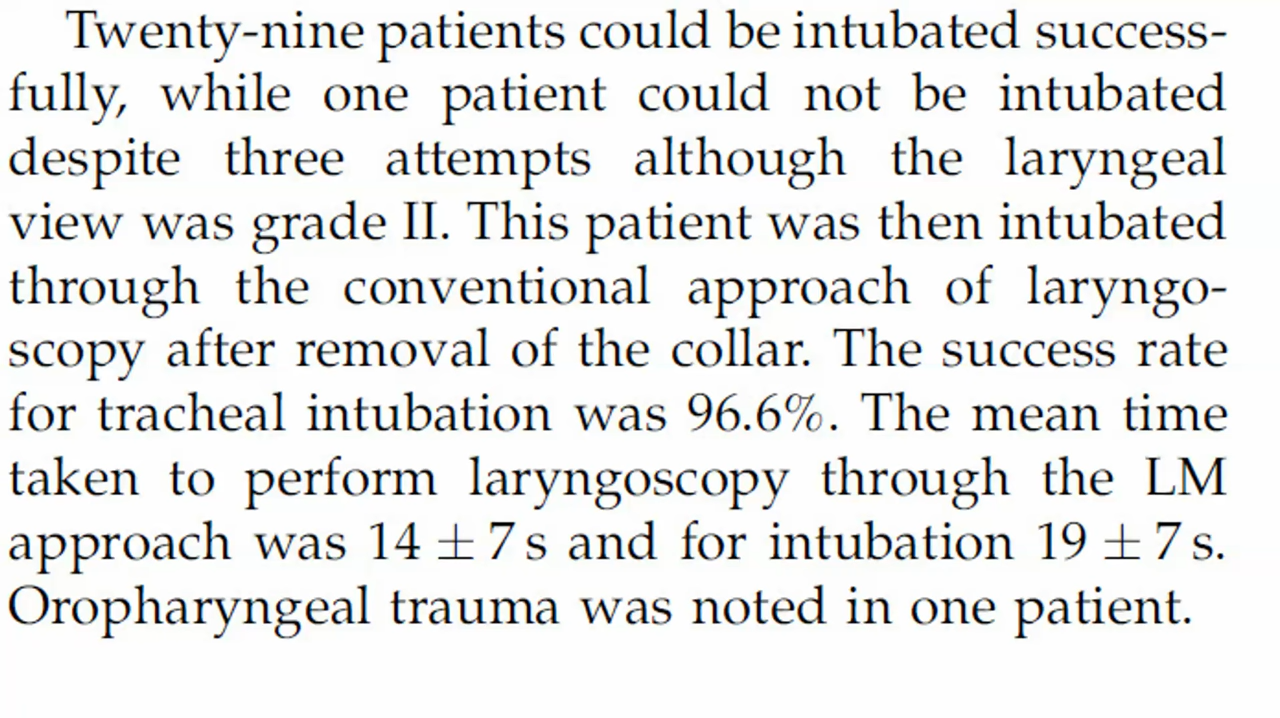 Twenty-nine patients could be intubated success-
fully, while one patient could not be intubated
despite three attempts although the laryngeal
view was grade II. This patient was then intubated
through the conventional approach of laryngo-
scopy after removal of the collar. The success rate
for tracheal intubation was 96.6%. The mean time
taken to perform laryngoscopy through the LM
approach was 14 ± 7 s and for intubation 19 ± 7 s.
Oropharyngeal trauma was noted in one patient.